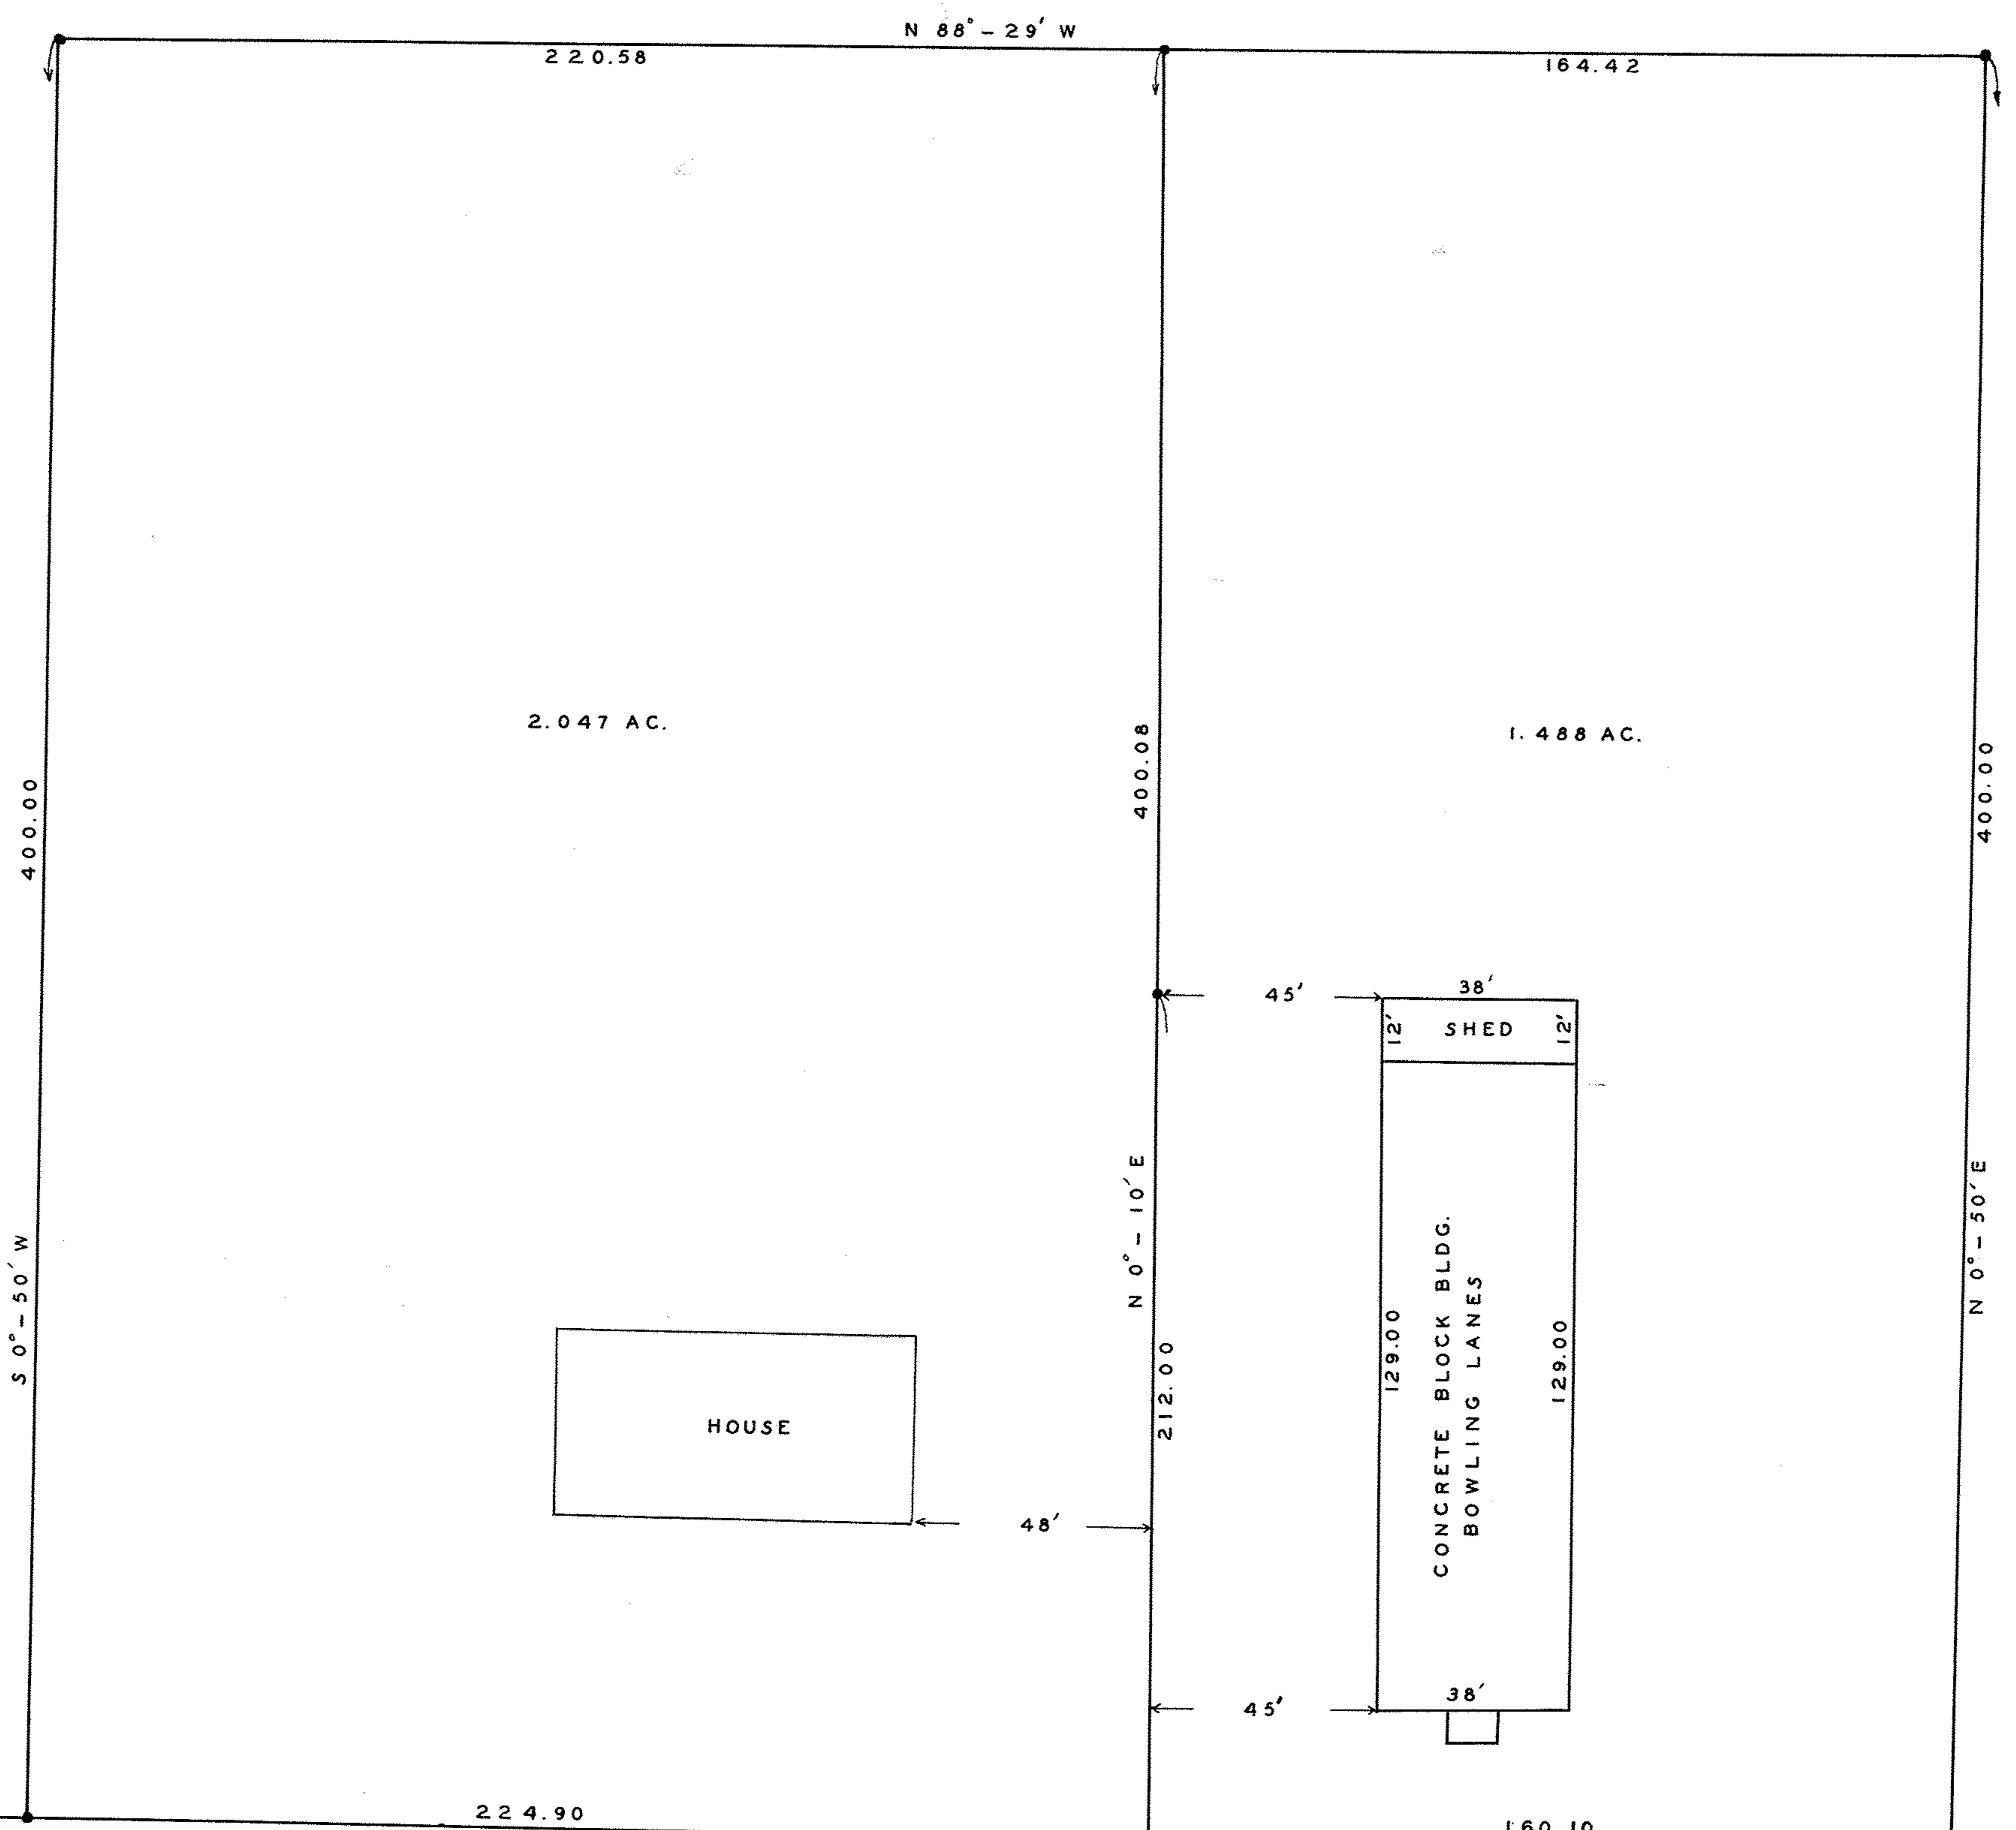 N 88° - 29' W
220.58
164.42
2.047 AC.
1.488 AC.
400.00
400.08
400.00
45'
38'
12'
SHED
12'
S 0° - 50' W
N 0° - 10' E
N 0° - 50' E
212.00
129.00
CONCRETE BLOCK BLDG.
BOWLING LANES
129.00
HOUSE
48'
45'
38'
224.90
160.10